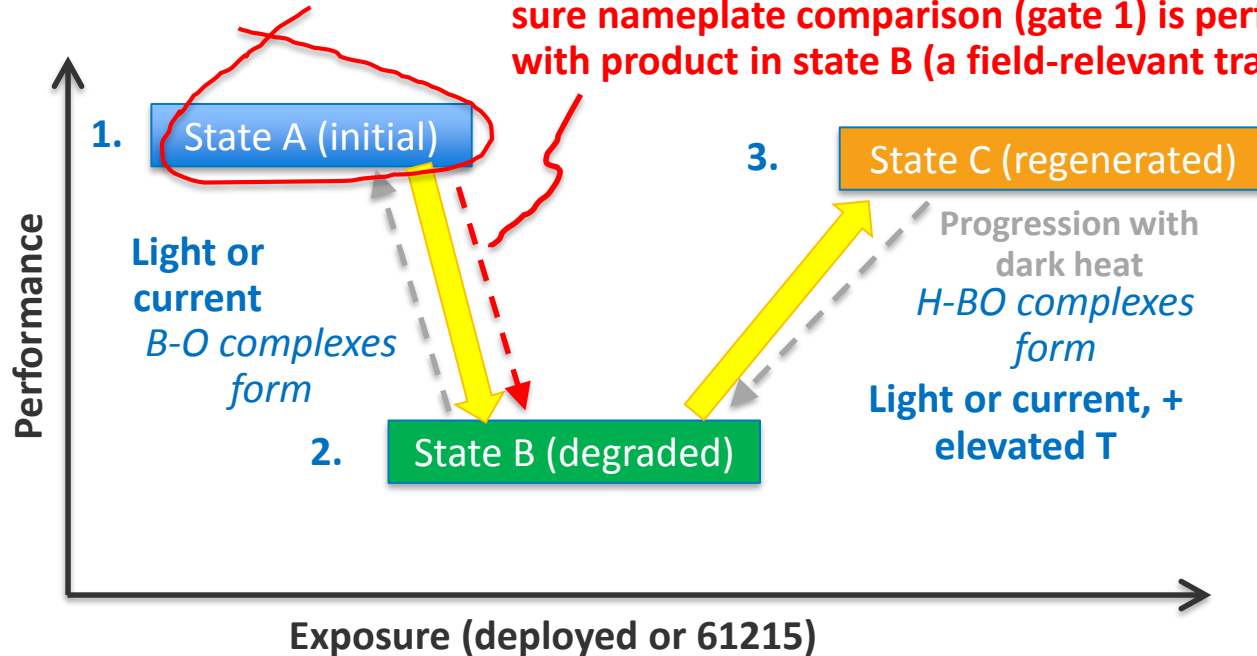 sure nameplate comparison (gate 1) is
with product in state B (a field-relevant
1.
State A (initial)
3.
State C (regenerated)
Light or
current
B-O complexes
form
Progression with
dark heat
H-BO complexes
form
Light or current, +
elevated T
2.
State B (degraded)
Performance
Exposure (deployed or 61215)